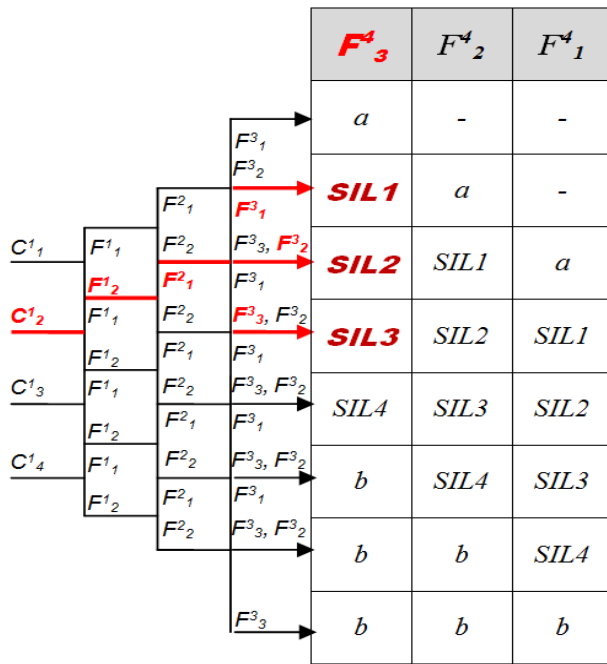 F⁴₃ F⁴₂ F⁴₁
a - -
F³₁
F³₂
SIL1 a -
F²₁ F³₁
C¹₁ F¹₁ F²₂ F³₃, F³₂ SIL2 SIL1 a
F¹₂ F²₁ F³₁
C¹₂ F¹₁ F²₂ F³₃, F³₂ SIL3 SIL2 SIL1
F¹₂ F²₁ F³₁
C¹₃ F¹₁ F²₂ F³₃, F³₂ SIL4 SIL3 SIL2
F¹₂ F²₁ F³₁
C¹₄ F¹₁ F²₂ F³₃, F³₂ b SIL4 SIL3
F¹₂ F²₁ F³₁
F²₂ F³₃, F³₂ b b SIL4
F³₃ b b b